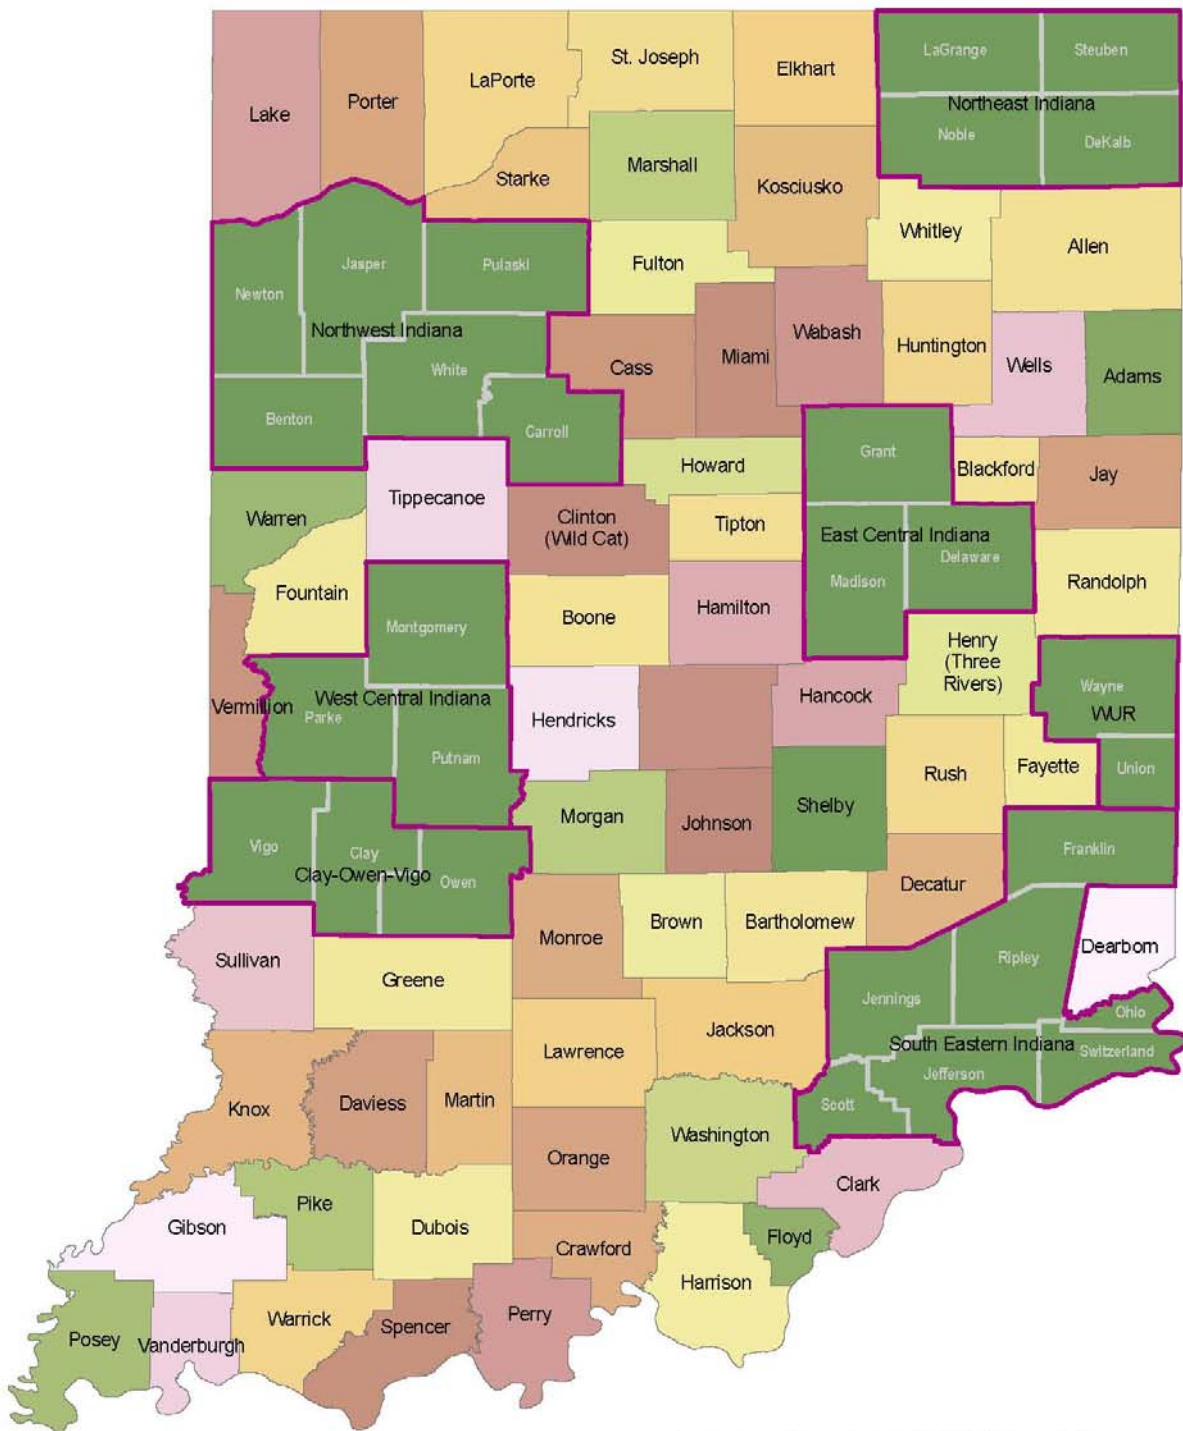 LaGrange
Steuben
St. Joseph
Elkhart
LaPorte
Porter
Lake
Northeast Indiana
Noble
DeKalb
Marshall
Starke
Kosciusko
Whitley
Allen
Jasper
Pulaski
Fulton
Newton
Northwest Indiana
Wabash
Huntington
Miami
Cass
White
Wells
Adams
Benton
Carroll
Grant
Howard
Blackford
Jay
Tippecanoe
Warren
Clinton
(Wild Cat)
Tipton
East Central Indiana
Delaware
Madison
Randolph
Fountain
Boone
Hamilton
Montgomery
Henry
(Three
Rivers)
Wayne
West Central Indiana
Vermillion
Parke
Hendricks
Hancock
WUR
Putnam
Rush
Fayette
Union
Morgan
Johnson
Shelby
Vigo
Clay
Clay-Owen-Vigo
Owen
Franklin
Decatur
Brown
Bartholomew
Monroe
Dearborn
Sullivan
Greene
Ripley
Jennings
Ohio
Jackson
South Eastern Indiana
Switzerland
Lawrence
Jefferson
Scott
Knox
Daviess
Martin
Washington
Orange
Clark
Pike
Gibson
Dubois
Floyd
Crawford
Harrison
Perry
Warrick
Spencer
Posey
Vanderburgh